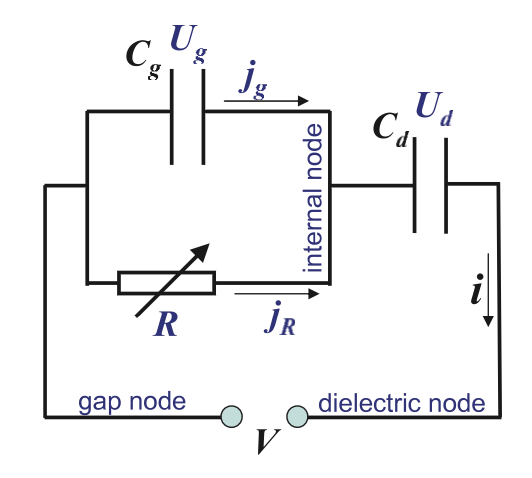 C_g U_g
j_g
internal node
C_d U_d
R
j_R
i
gap node
dielectric node
V